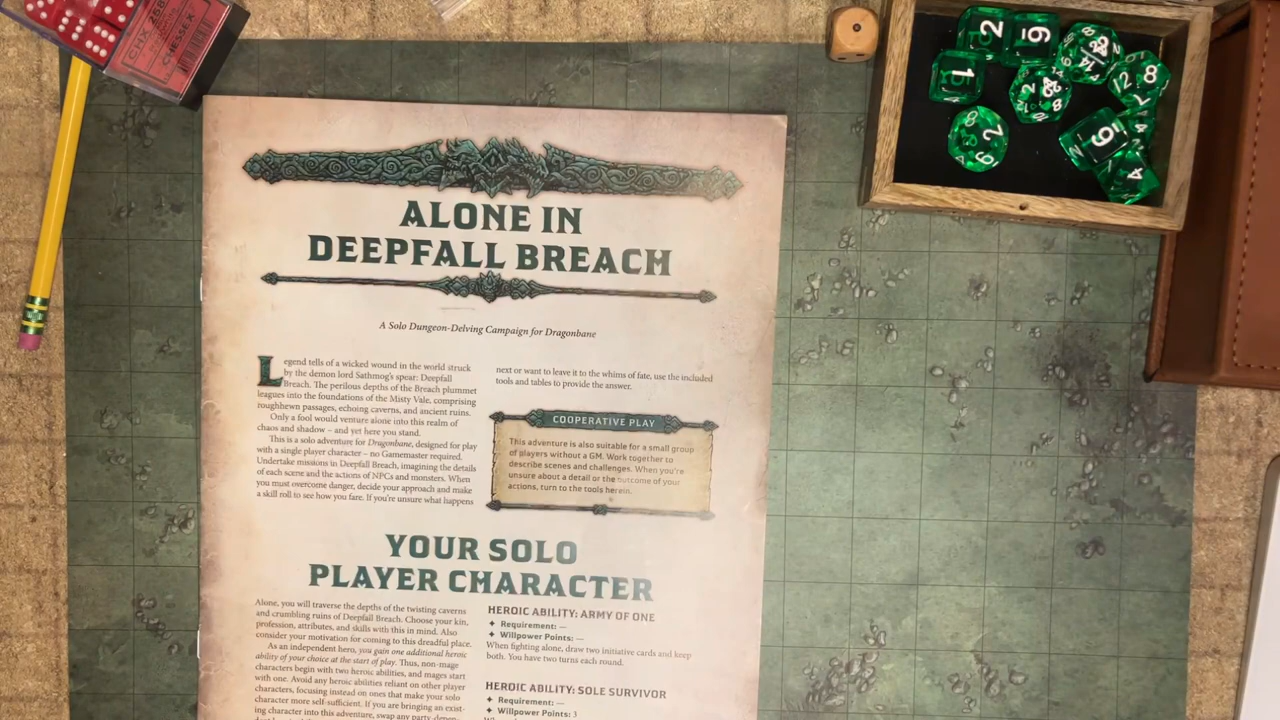 CHX 258
CHESSEX
ALONE IN
DEEPFALL BREACH
A Solo Dungeon-Delving Campaign for Dragonbane
Legend tells of a wicked wound in the world struck
by the demon lord Sathmog's spear: Deepfall
Breach. The perilous depths of the Breach plummet
leagues into the foundations of the Misty Vale, comprising
roughhewn passages, echoing caverns, and ancient ruins.
Only a fool would venture alone into this realm of
chaos and shadow – and yet here you stand.
This is a solo adventure for Dragonbane, designed for play
with a single player character – no Gamemaster required.
Undertake missions in Deepfall Breach, imagining the details
of each scene and the actions of NPCs and monsters. When
you must overcome danger, decide your approach and make
a skill roll to see how you fare. If you're unsure what happens
next or want to leave it to the whims of fate, use the included
tools and tables to provide the answer.
COOPERATIVE PLAY
This adventure is also suitable for a small group
of players without a GM. Work together to
describe scenes and challenges. When you're
unsure about a detail or the outcome of your
actions, turn to the tools herein.
YOUR SOLO
PLAYER CHARACTER
Alone, you will traverse the depths of the twisting caverns
and crumbling ruins of Deepfall Breach. Choose your kin,
profession, attributes, and skills with this in mind. Also
consider your motivation for coming to this dreadful place.
As an independent hero, you gain one additional heroic
ability of your choice at the start of play. Thus, non-mage
characters begin with two heroic abilities, and mages start
with one. Avoid any heroic abilities reliant on other player
characters, focusing instead on ones that make your solo
character more self-sufficient. If you are bringing an exist-
ing character into this adventure, swap any party-depen-
HEROIC ABILITY: ARMY OF ONE
✦ Requirement: —
✦ Willpower Points: —
When fighting alone, draw two initiative cards and keep
both. You have two turns each round.
HEROIC ABILITY: SOLE SURVIVOR
✦ Requirement: —
✦ Willpower Points: 3